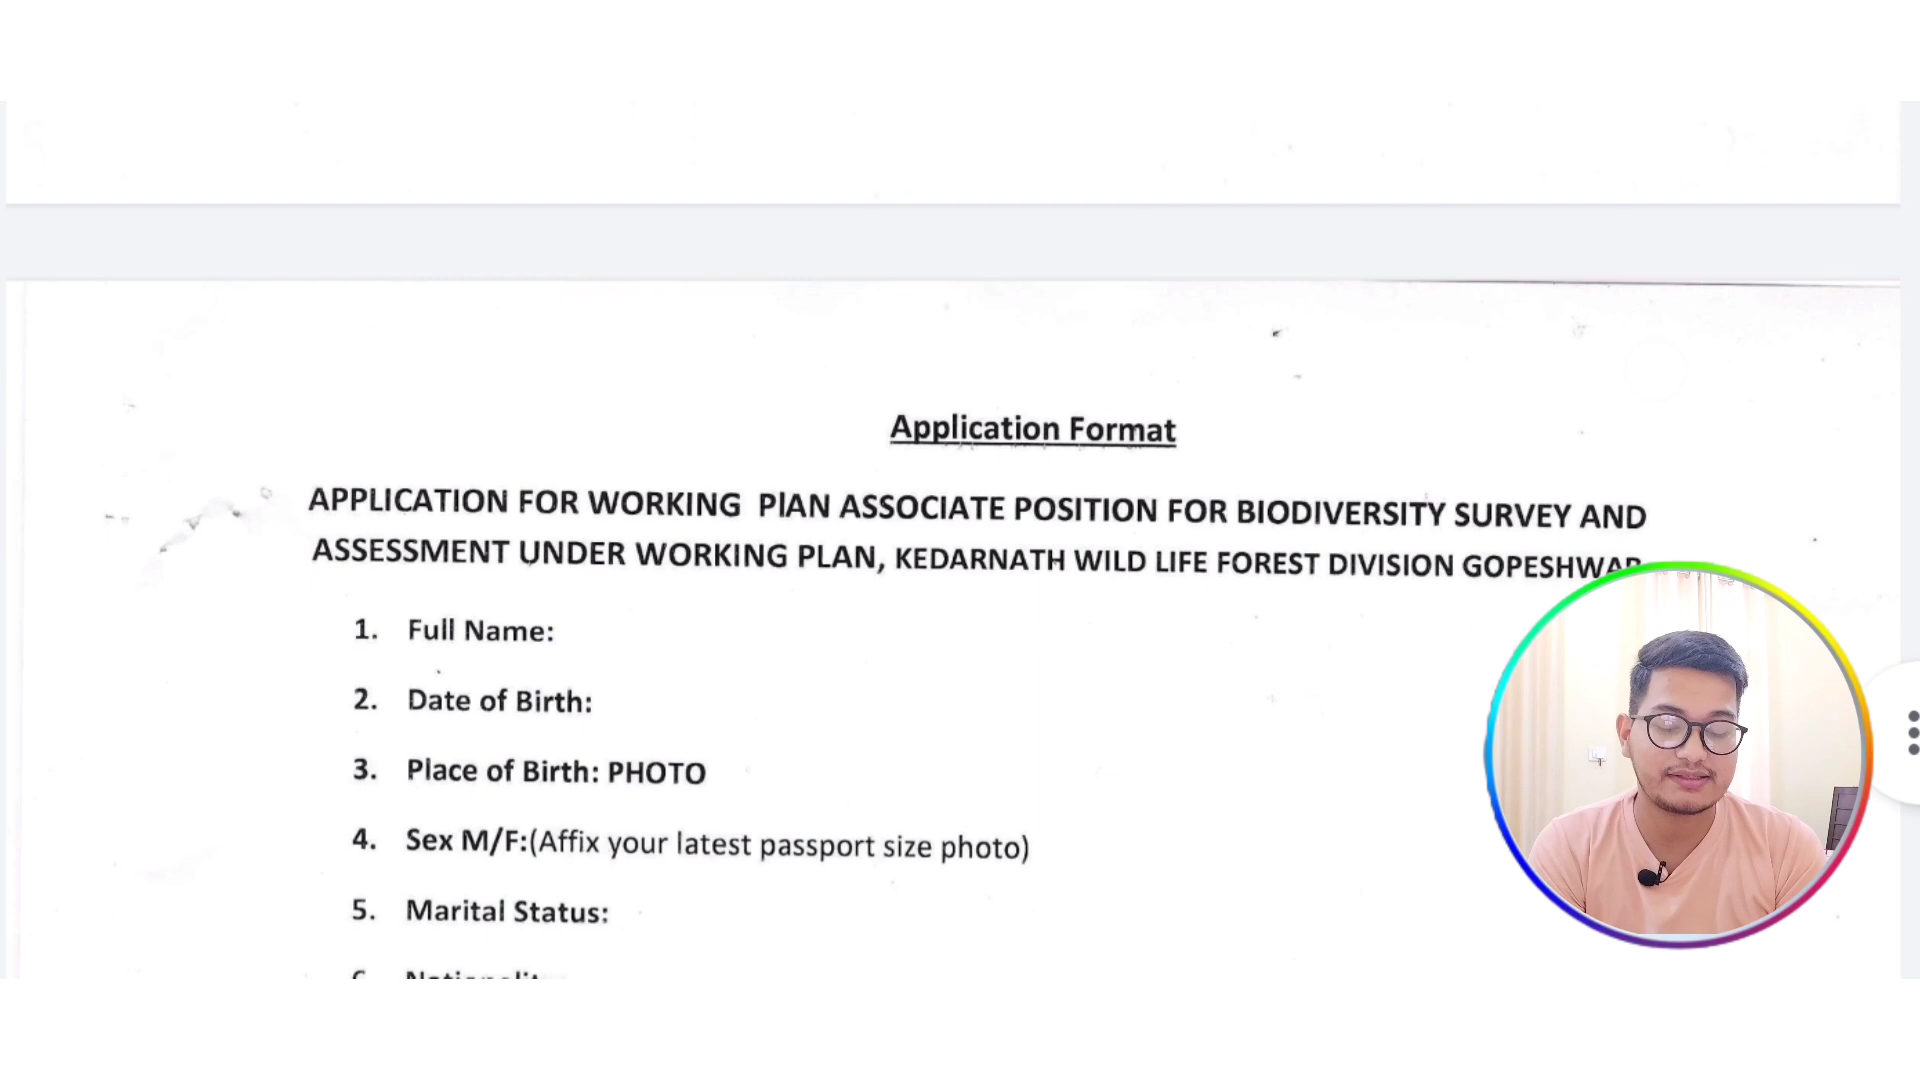 Application Format
APPLICATION FOR WORKING PlAN ASSOCIATE POSITION FOR BIODIVERSITY SURVEY AND
ASSESSMENT UNDER WORKING PLAN, KEDARNATH WILD LIFE FOREST DIVISION GOPESHWAR
1. Full Name:
2. Date of Birth:
3. Place of Birth: PHOTO
4. Sex M/F:(Affix your latest passport size photo)
5. Marital Status: